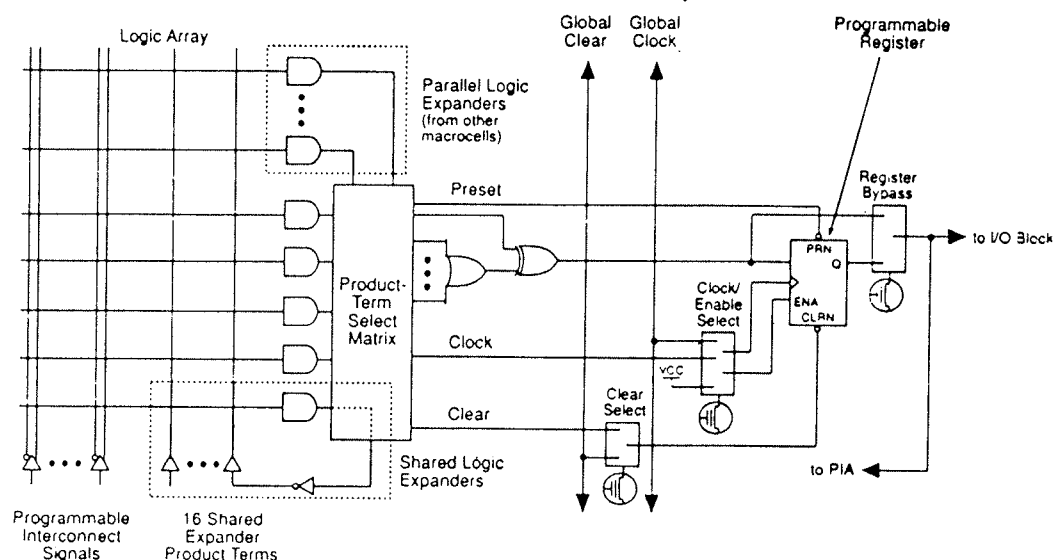 Logic Array
Global
Clear
Global
Clock
Programmable
Register
Parallel Logic
Expanders
(from other
macrocells)
Preset
Register
Bypass
to I/O Block
PRN
Q
ENA
CLRN
Product-
Term
Select
Matrix
Clock/
Enable
Select
Clock
VCC
Clear
Select
Clear
Shared Logic
Expanders
to PIA
Programmable
Interconnect
Signals
16 Shared
Expander
Product Terms